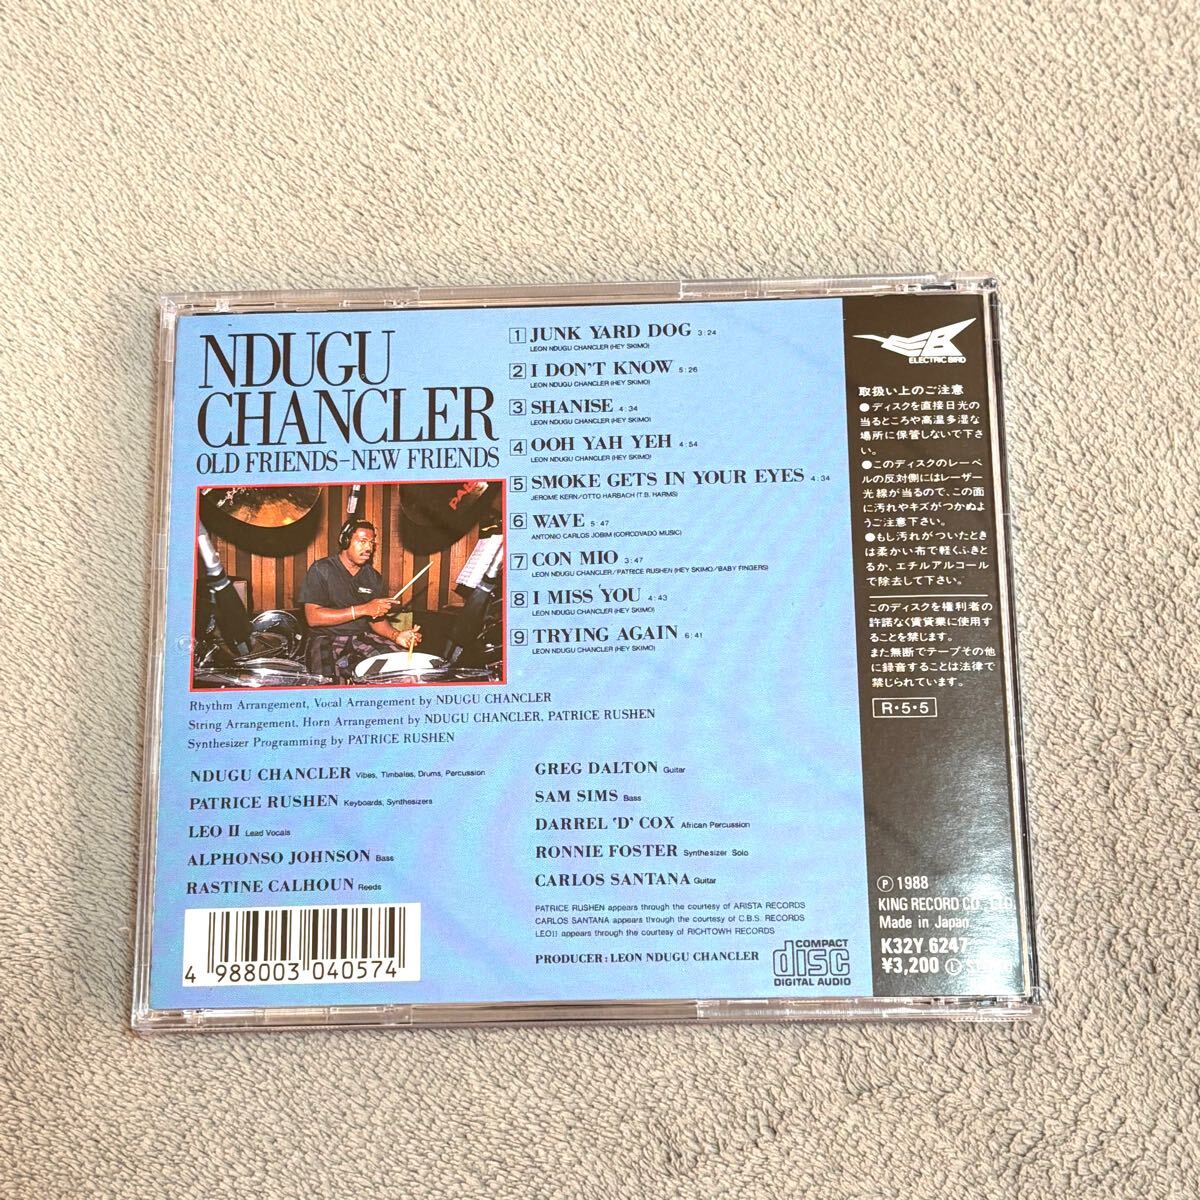 NDUGU
CHANCLER
OLD FRIENDS–NEW FRIENDS
1 JUNK YARD DOG 3:24
LEON NDUGU CHANCLER (HEY SKIMO)
2 I DON'T KNOW 5:26
LEON NDUGU CHANCLER (HEY SKIMO)
3 SHANISE 4:34
LEON NDUGU CHANCLER (HEY SKIMO)
4 OOH YAH YEH 4:54
LEON NDUGU CHANCLER (HEY SKIMO)
5 SMOKE GETS IN YOUR EYES 4:34
JEROME KERN/OTTO HARBACH (T.B. HARMS)
6 WAVE 5:47
ANTONIO CARLOS JOBIM (GORCOVADO MUSIC)
7 CON MIO 3:47
LEON NDUGU CHANCLER/PATRICE RUSHEN (HEY SKIMO/BABY FINGERS)
8 I MISS YOU 4:43
LEON NDUGU CHANCLER (HEY SKIMO)
9 TRYING AGAIN 6:41
LEON NDUGU CHANCLER (HEY SKIMO)
Rhythm Arrangement, Vocal Arrangement by NDUGU CHANCLER
String Arrangement, Horn Arrangement by NDUGU CHANCLER, PATRICE RUSHEN
Synthesizer Programming by PATRICE RUSHEN
NDUGU CHANCLER Vibes, Timbales, Drums, Percussion
PATRICE RUSHEN Keyboards, Synthesizers
LEO II Lead Vocals
ALPHONSO JOHNSON Bass
RASTINE CALHOUN Reeds
GREG DALTON Guitar
SAM SIMS Bass
DARREL 'D' COX African Percussion
RONNIE FOSTER Synthesizer Solo
CARLOS SANTANA Guitar
PATRICE RUSHEN appears through the courtesy of ARISTA RECORDS
CARLOS SANTANA appears through the courtesy of C.B.S. RECORDS
LEO II appears through the courtesy of RICHTOWH RECORDS
PRODUCER : LEON NDUGU CHANCLER
4 988003 040574
COMPACT
disc
DIGITAL AUDIO
EB
ELECTRIC BIRD
取扱い上のご注意
●ディスクを直接日光の
当るところや高温多湿な
場所に保管しないで下さ
い。
●このディスクのレーベ
ルの反対側にはレーザー
光線が当るので、この面
に汚れやキズがつかぬよ
うご注意下さい。
●もし汚れがついたときは
柔かい布で軽くふきと
るか、エチルアルコール
で除去して下さい。
このディスクを権利者の
許諾なく賃貸業に使用す
ることを禁じます。
また無断でテープその他
に録音することは法律で
禁じられています。
R・5・5
Ⓟ 1988
KING RECORD CO., LTD.
Made in Japan
K32Y 6247
¥3,200 Ⓛ